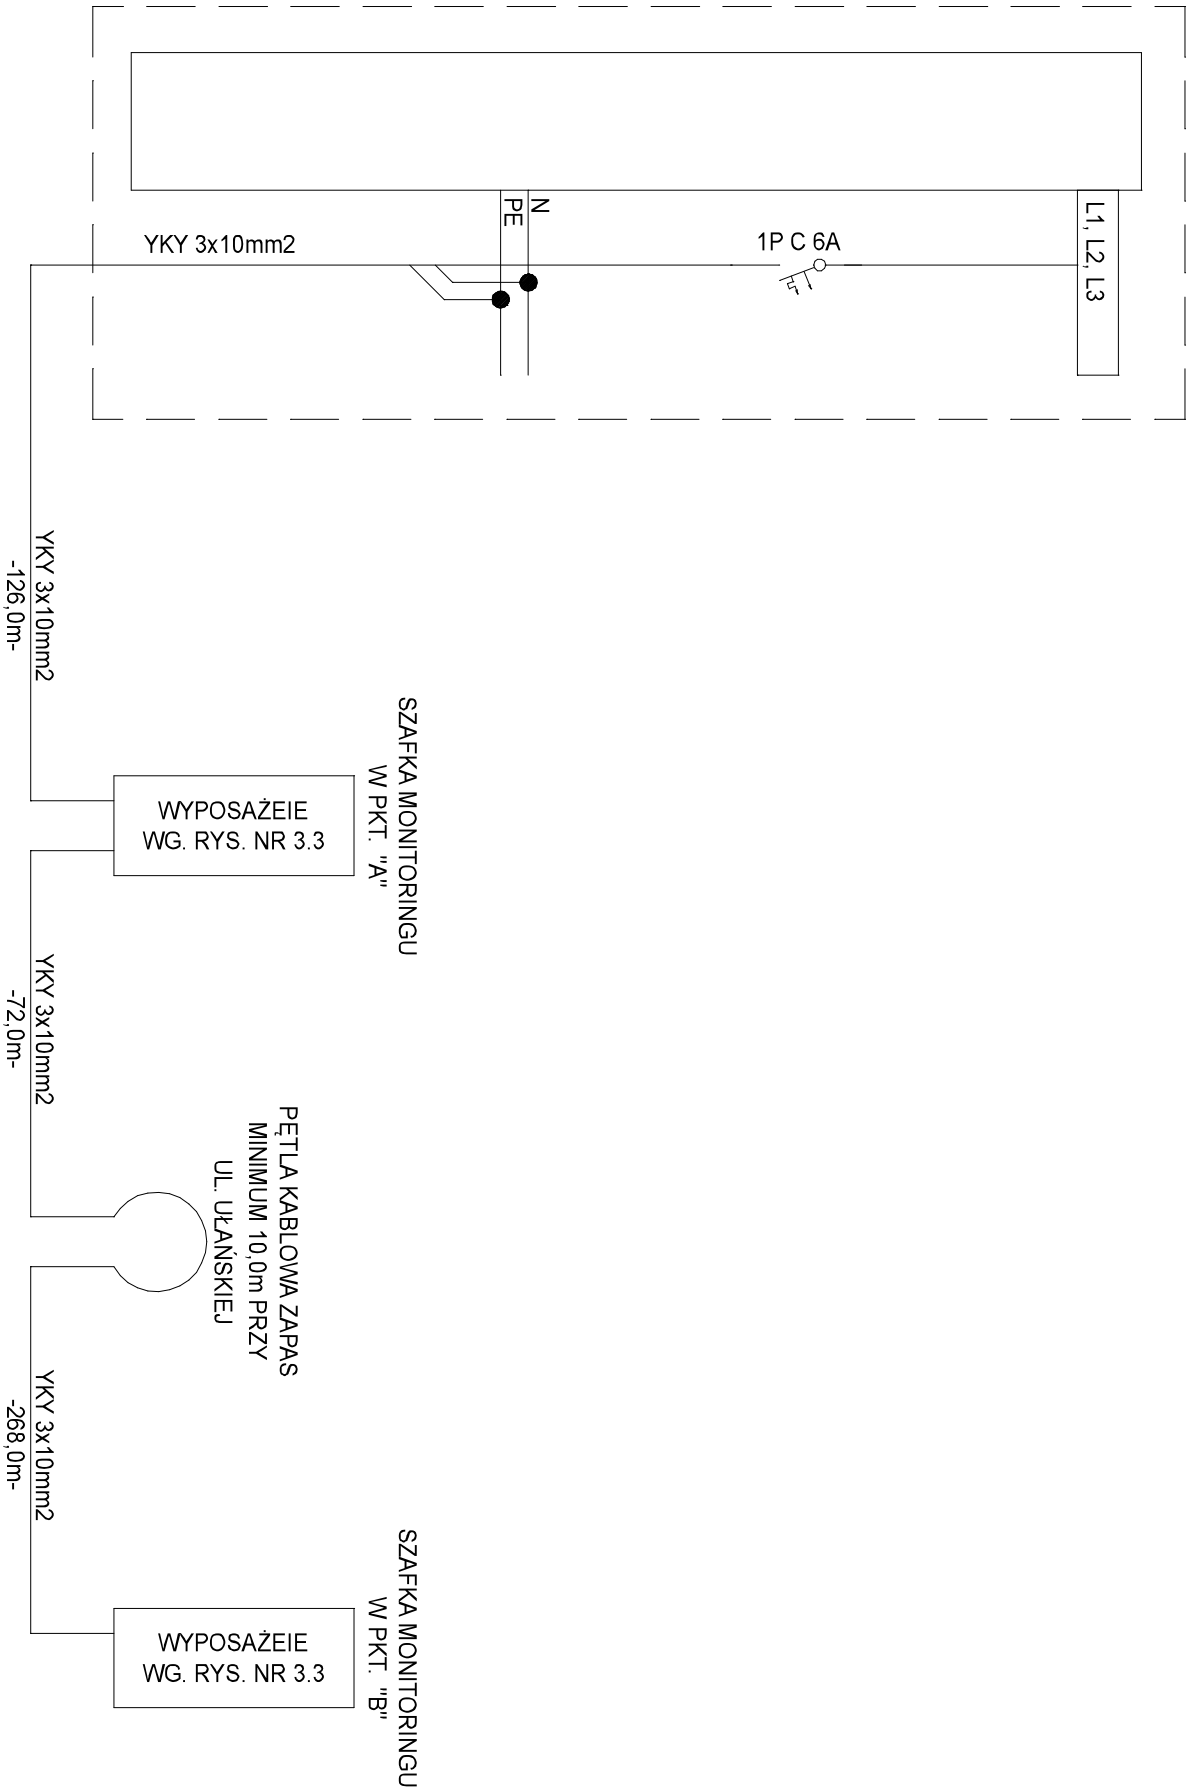 L1, L2, L3
N
PE
1P C 6A
YKY 3x10mm2
YKY 3x10mm2
-126,0m-
SZAFKA MONITORINGU
W PKT. "A"
WYPOSAŻEIE
WG. RYS. NR 3.3
YKY 3x10mm2
-72,0m-
PĘTLA KABLOWA ZAPAS
MINIMUM 10,0m PRZY
UL. UŁAŃSKIEJ
YKY 3x10mm2
-268,0m-
SZAFKA MONITORINGU
W PKT. "B"
WYPOSAŻEIE
WG. RYS. NR 3.3